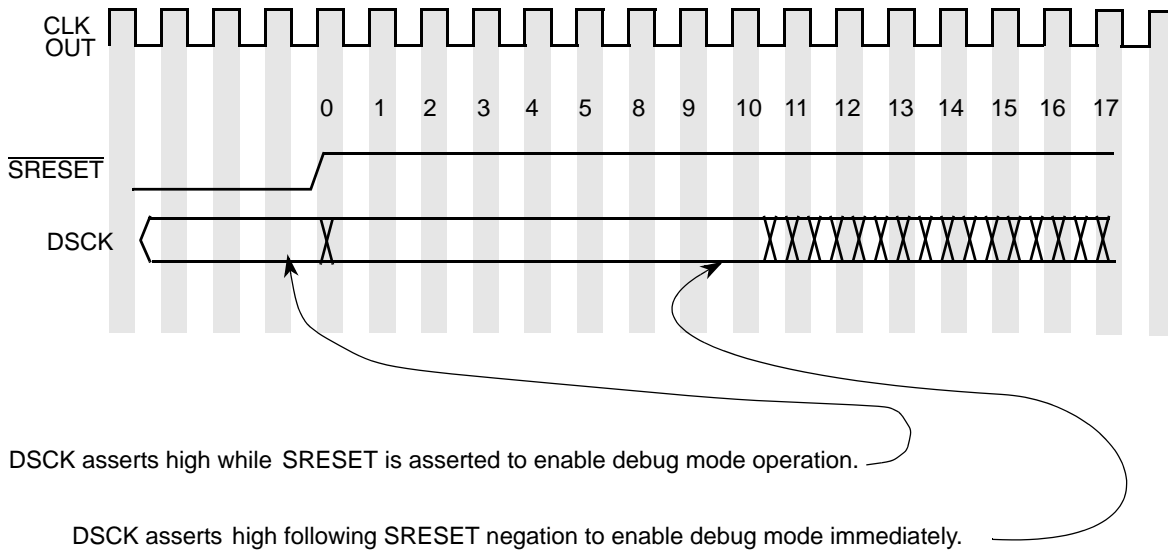 CLK
OUT
0 1 2 3 4 5 8 9 10 11 12 13 14 15 16 17
SRESET
DSCK
DSCK asserts high while SRESET is asserted to enable debug mode operation.
DSCK asserts high following SRESET negation to enable debug mode immediately.